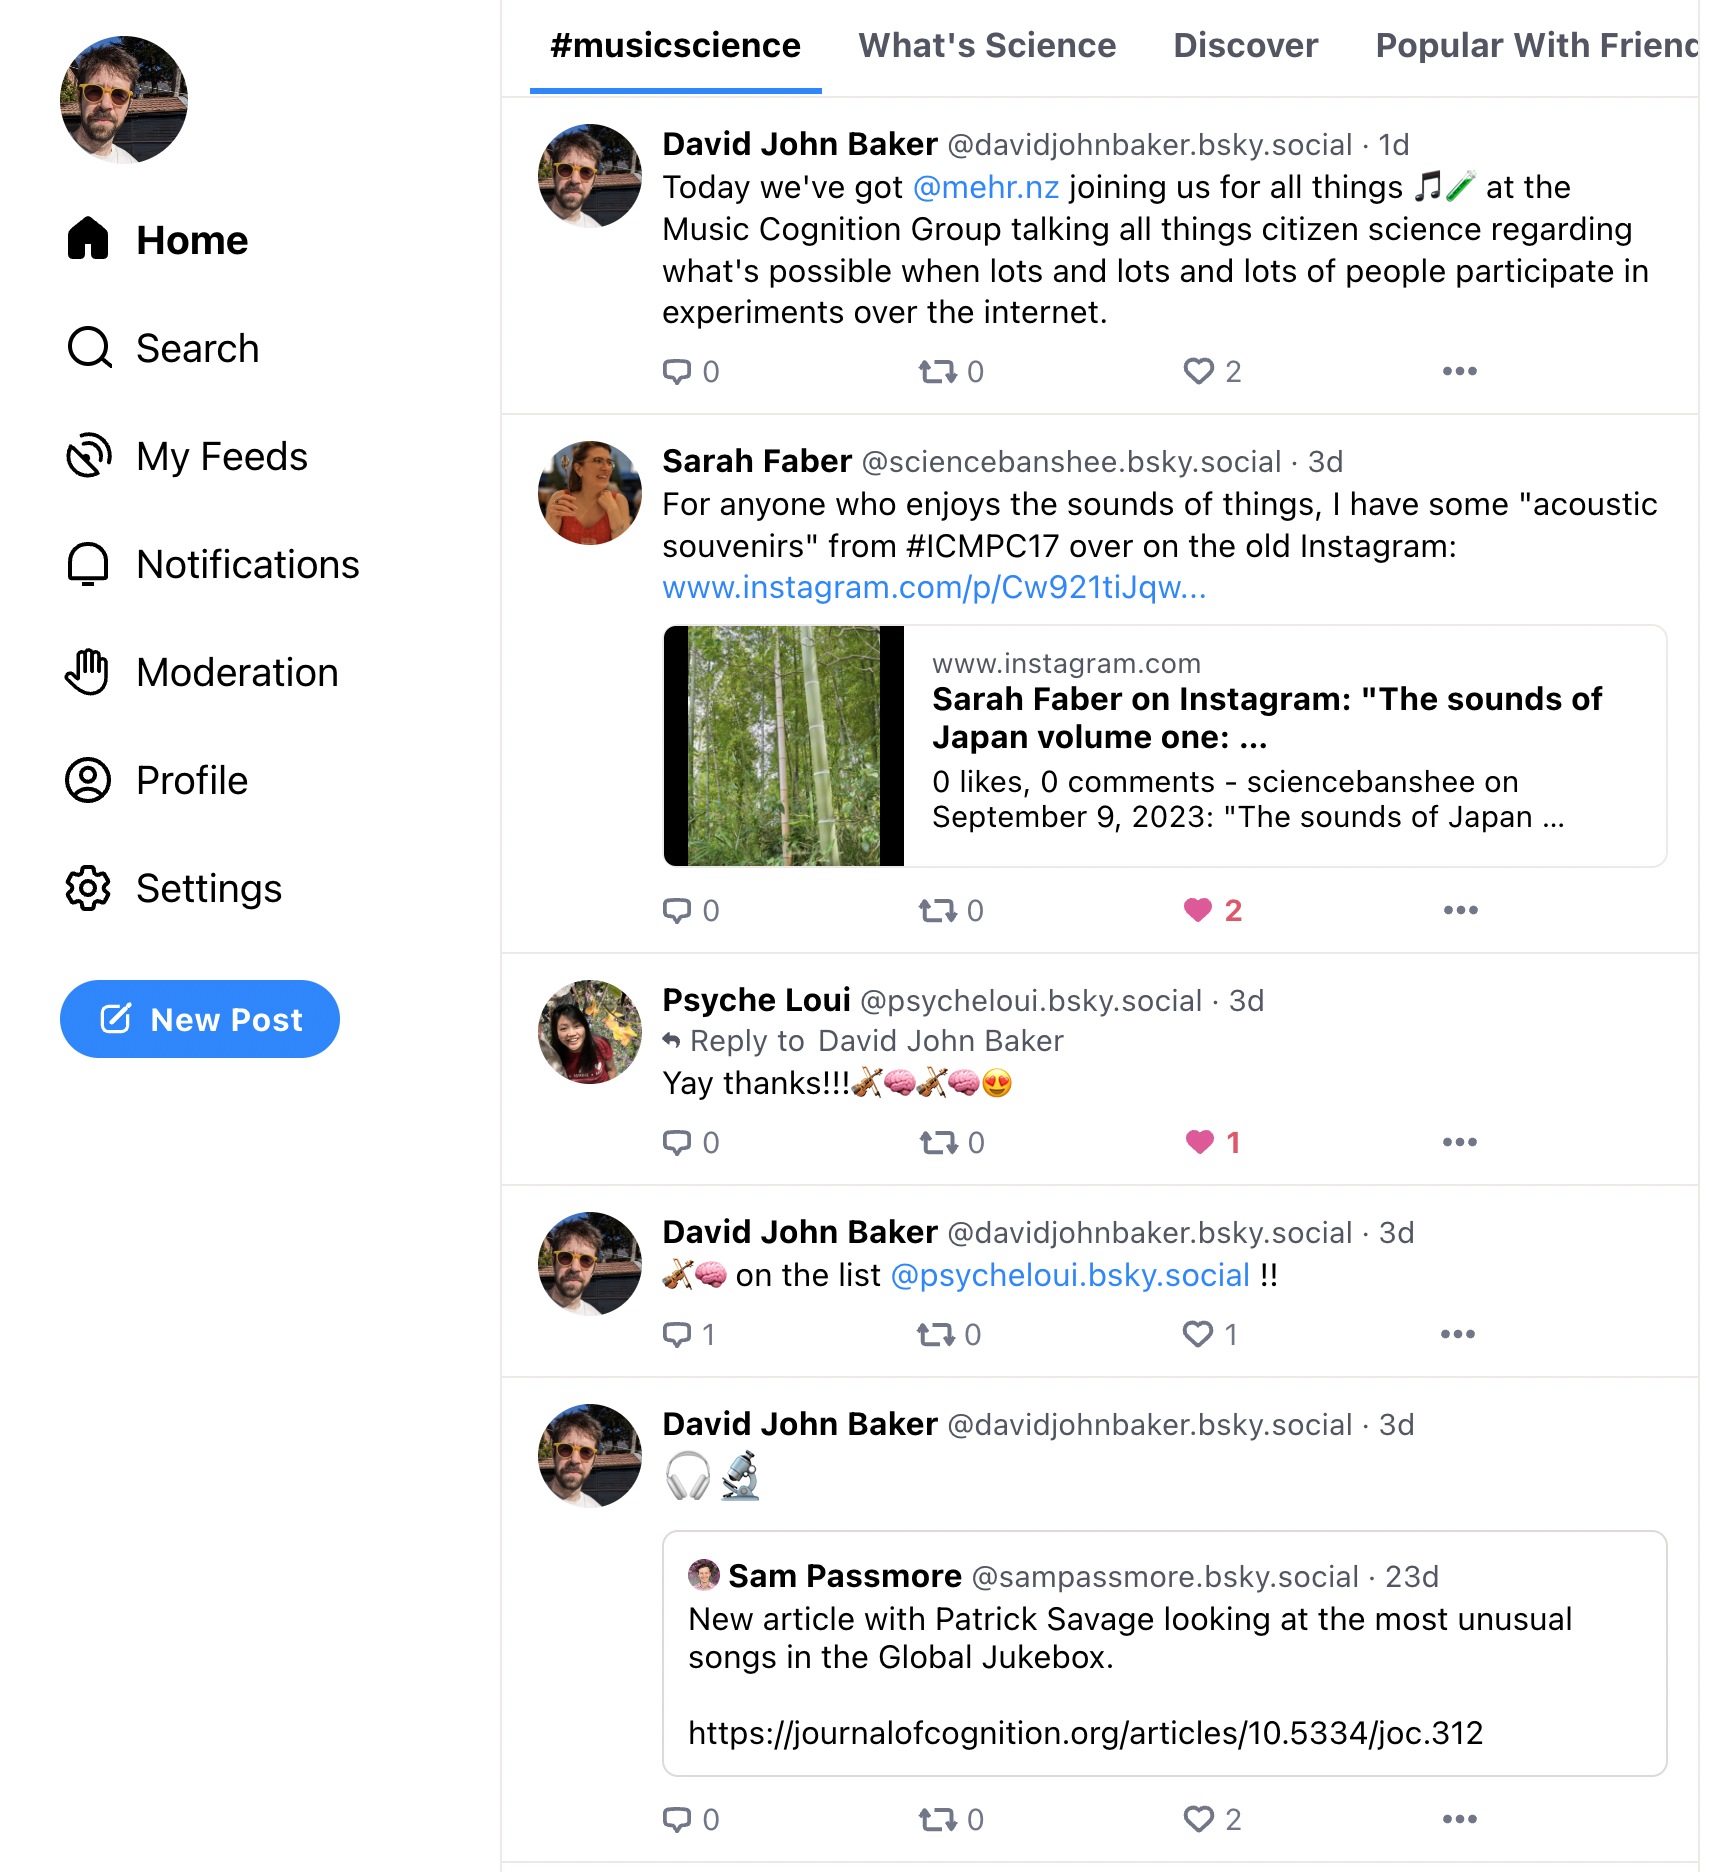 Home
Search
My Feeds
Notifications
Moderation
Profile
Settings
New Post
#musicscience What's Science Discover Popular With Friend
David John Baker @davidjohnbaker.bsky.social · 1d
Today we've got @mehr.nz joining us for all things 🎵🧪 at the
Music Cognition Group talking all things citizen science regarding
what's possible when lots and lots and lots of people participate in
experiments over the internet.
0 0 2
Sarah Faber @sciencebanshee.bsky.social · 3d
For anyone who enjoys the sounds of things, I have some "acoustic
souvenirs" from #ICMPC17 over on the old Instagram:
www.instagram.com/p/Cw921tiJqw...
www.instagram.com
Sarah Faber on Instagram: "The sounds of
Japan volume one: ...
0 likes, 0 comments - sciencebanshee on
September 9, 2023: "The sounds of Japan ...
0 0 2
Psyche Loui @psycheloui.bsky.social · 3d
Reply to David John Baker
Yay thanks!!!🎻🧠🎻🧠😍
0 0 1
David John Baker @davidjohnbaker.bsky.social · 3d
🎻🧠 on the list @psycheloui.bsky.social !!
1 0 1
David John Baker @davidjohnbaker.bsky.social · 3d
🎧🔬
Sam Passmore @sampassmore.bsky.social · 23d
New article with Patrick Savage looking at the most unusual
songs in the Global Jukebox.
https://journalofcognition.org/articles/10.5334/joc.312
0 0 2